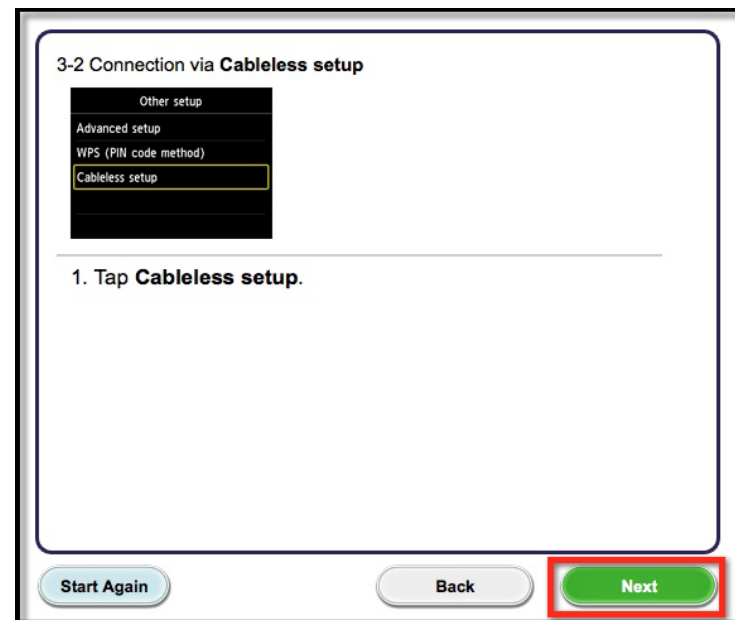 3-2 Connection via Cableless setup
Other setup
Advanced setup
WPS (PIN code method)
Cableless setup
1. Tap Cableless setup.
Start Again
Back
Next